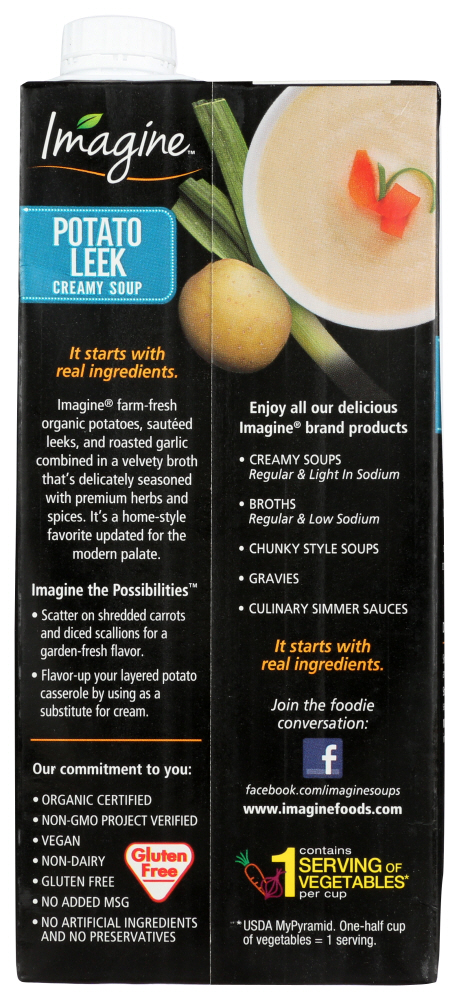 Imagine™
POTATO
LEEK
CREAMY SOUP
It starts with
real ingredients.
Imagine® farm-fresh
organic potatoes, sautéed
leeks, and roasted garlic
combined in a velvety broth
that's delicately seasoned
with premium herbs and
spices. It's a home-style
favorite updated for the
modern palate.
Imagine the Possibilities™
• Scatter on shredded carrots
and diced scallions for a
garden-fresh flavor.
• Flavor-up your layered potato
casserole by using as a
substitute for cream.
Our commitment to you:
• ORGANIC CERTIFIED
• NON-GMO PROJECT VERIFIED
• VEGAN
• NON-DAIRY
• GLUTEN FREE
• NO ADDED MSG
• NO ARTIFICIAL INGREDIENTS
AND NO PRESERVATIVES
Gluten
Free
Enjoy all our delicious
Imagine® brand products
• CREAMY SOUPS
Regular & Light In Sodium
• BROTHS
Regular & Low Sodium
• CHUNKY STYLE SOUPS
• GRAVIES
• CULINARY SIMMER SAUCES
It starts with
real ingredients.
Join the foodie
conversation:
f
facebook.com/imaginesoups
www.imaginefoods.com
contains
1 SERVING OF
VEGETABLES*
per cup
*USDA MyPyramid. One-half cup
of vegetables = 1 serving.